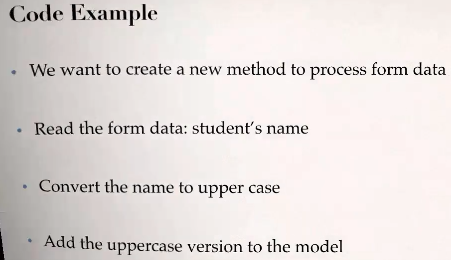 Code Example
• We want to create a new method to process form data
• Read the form data: student's name
• Convert the name to upper case
• Add the uppercase version to the model